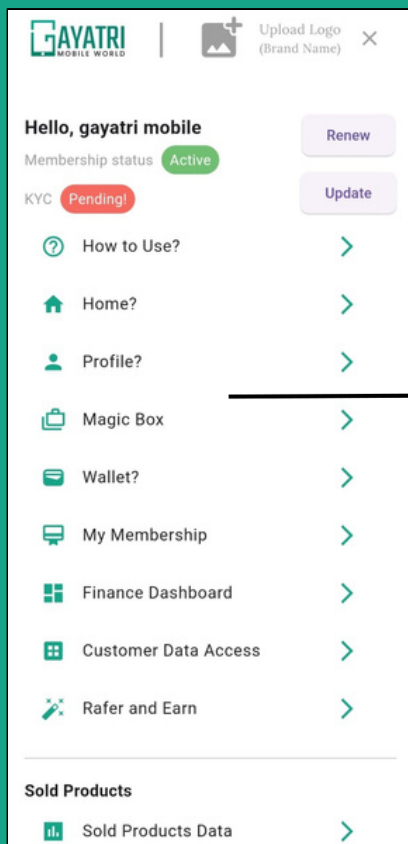 GAYATRI
MOBILE WORLD
Upload Logo
(Brand Name)
Hello, gayatri mobile
Renew
Membership status Active
KYC Pending!
Update
How to Use?
Home?
Profile?
Magic Box
Wallet?
My Membership
Finance Dashboard
Customer Data Access
Rafer and Earn
Sold Products
Sold Products Data